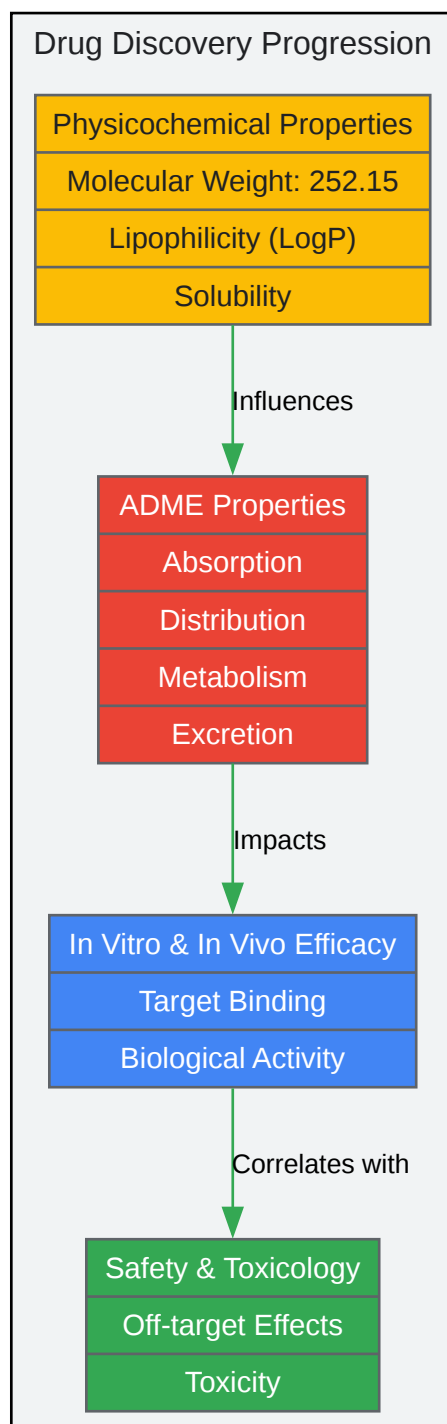 Drug Discovery Progression
Physicochemical Properties
Molecular Weight: 252.15
Lipophilicity (LogP)
Solubility
Influences
ADME Properties
Absorption
Distribution
Metabolism
Excretion
Impacts
In Vitro & In Vivo Efficacy
Target Binding
Biological Activity
Correlates with
Safety & Toxicology
Off-target Effects
Toxicity